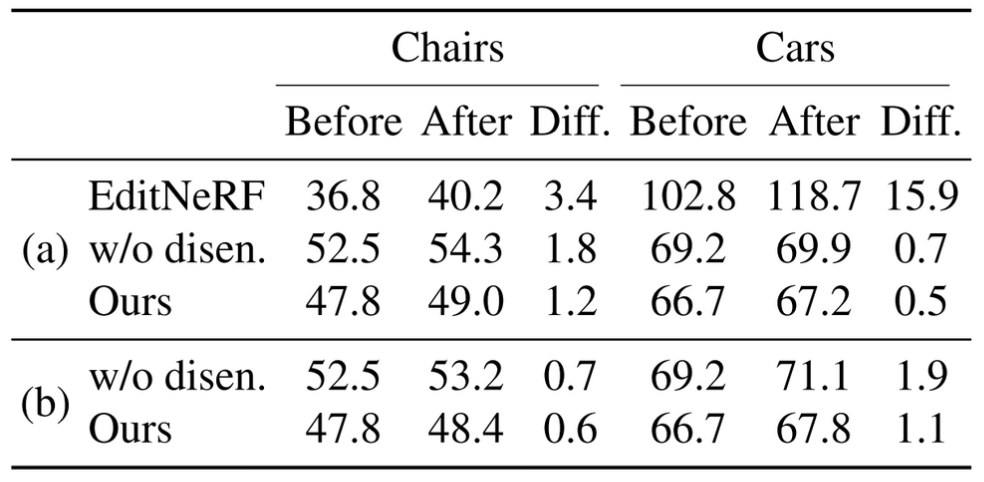 Chairs Cars
Before After Diff. Before After Diff.
EditNeRF 36.8 40.2 3.4 102.8 118.7 15.9
(a) w/o disen. 52.5 54.3 1.8 69.2 69.9 0.7
Ours 47.8 49.0 1.2 66.7 67.2 0.5
(b) w/o disen. 52.5 53.2 0.7 69.2 71.1 1.9
Ours 47.8 48.4 0.6 66.7 67.8 1.1